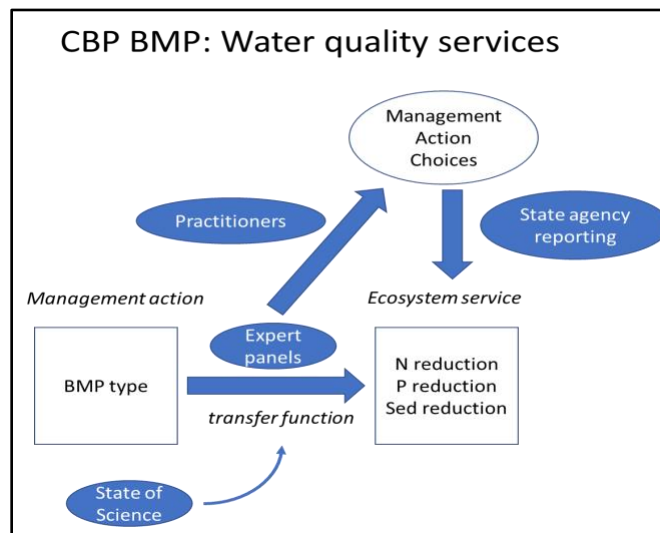 CBP BMP: Water quality services
Management
Action
Choices
Practitioners
State agency
reporting
Management action
Ecosystem service
Expert
panels
BMP type
N reduction
P reduction
Sed reduction
transfer function
State of
Science